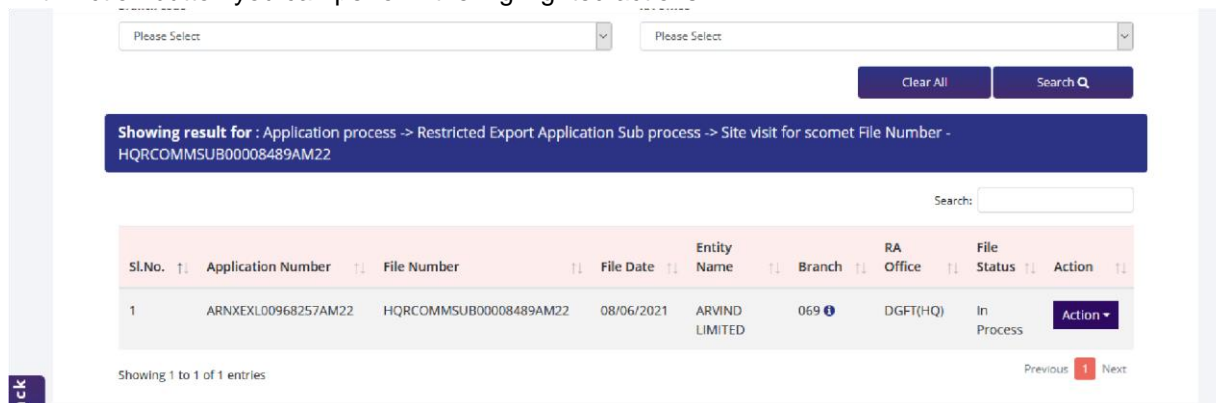 Please Select Please Select
Clear All Search
Showing result for : Application process -> Restricted Export Application Sub process -> Site visit for scomet File Number -
HQRCOMMSUB00008489AM22
Search:
Sl.No. Application Number File Number File Date Entity Name Branch RA Office File Status Action
1 ARNXEXL00968257AM22 HQRCOMMSUB00008489AM22 08/06/2021 ARVIND LIMITED 069 DGFT(HQ) In Process Action
Showing 1 to 1 of 1 entries Previous 1 Next